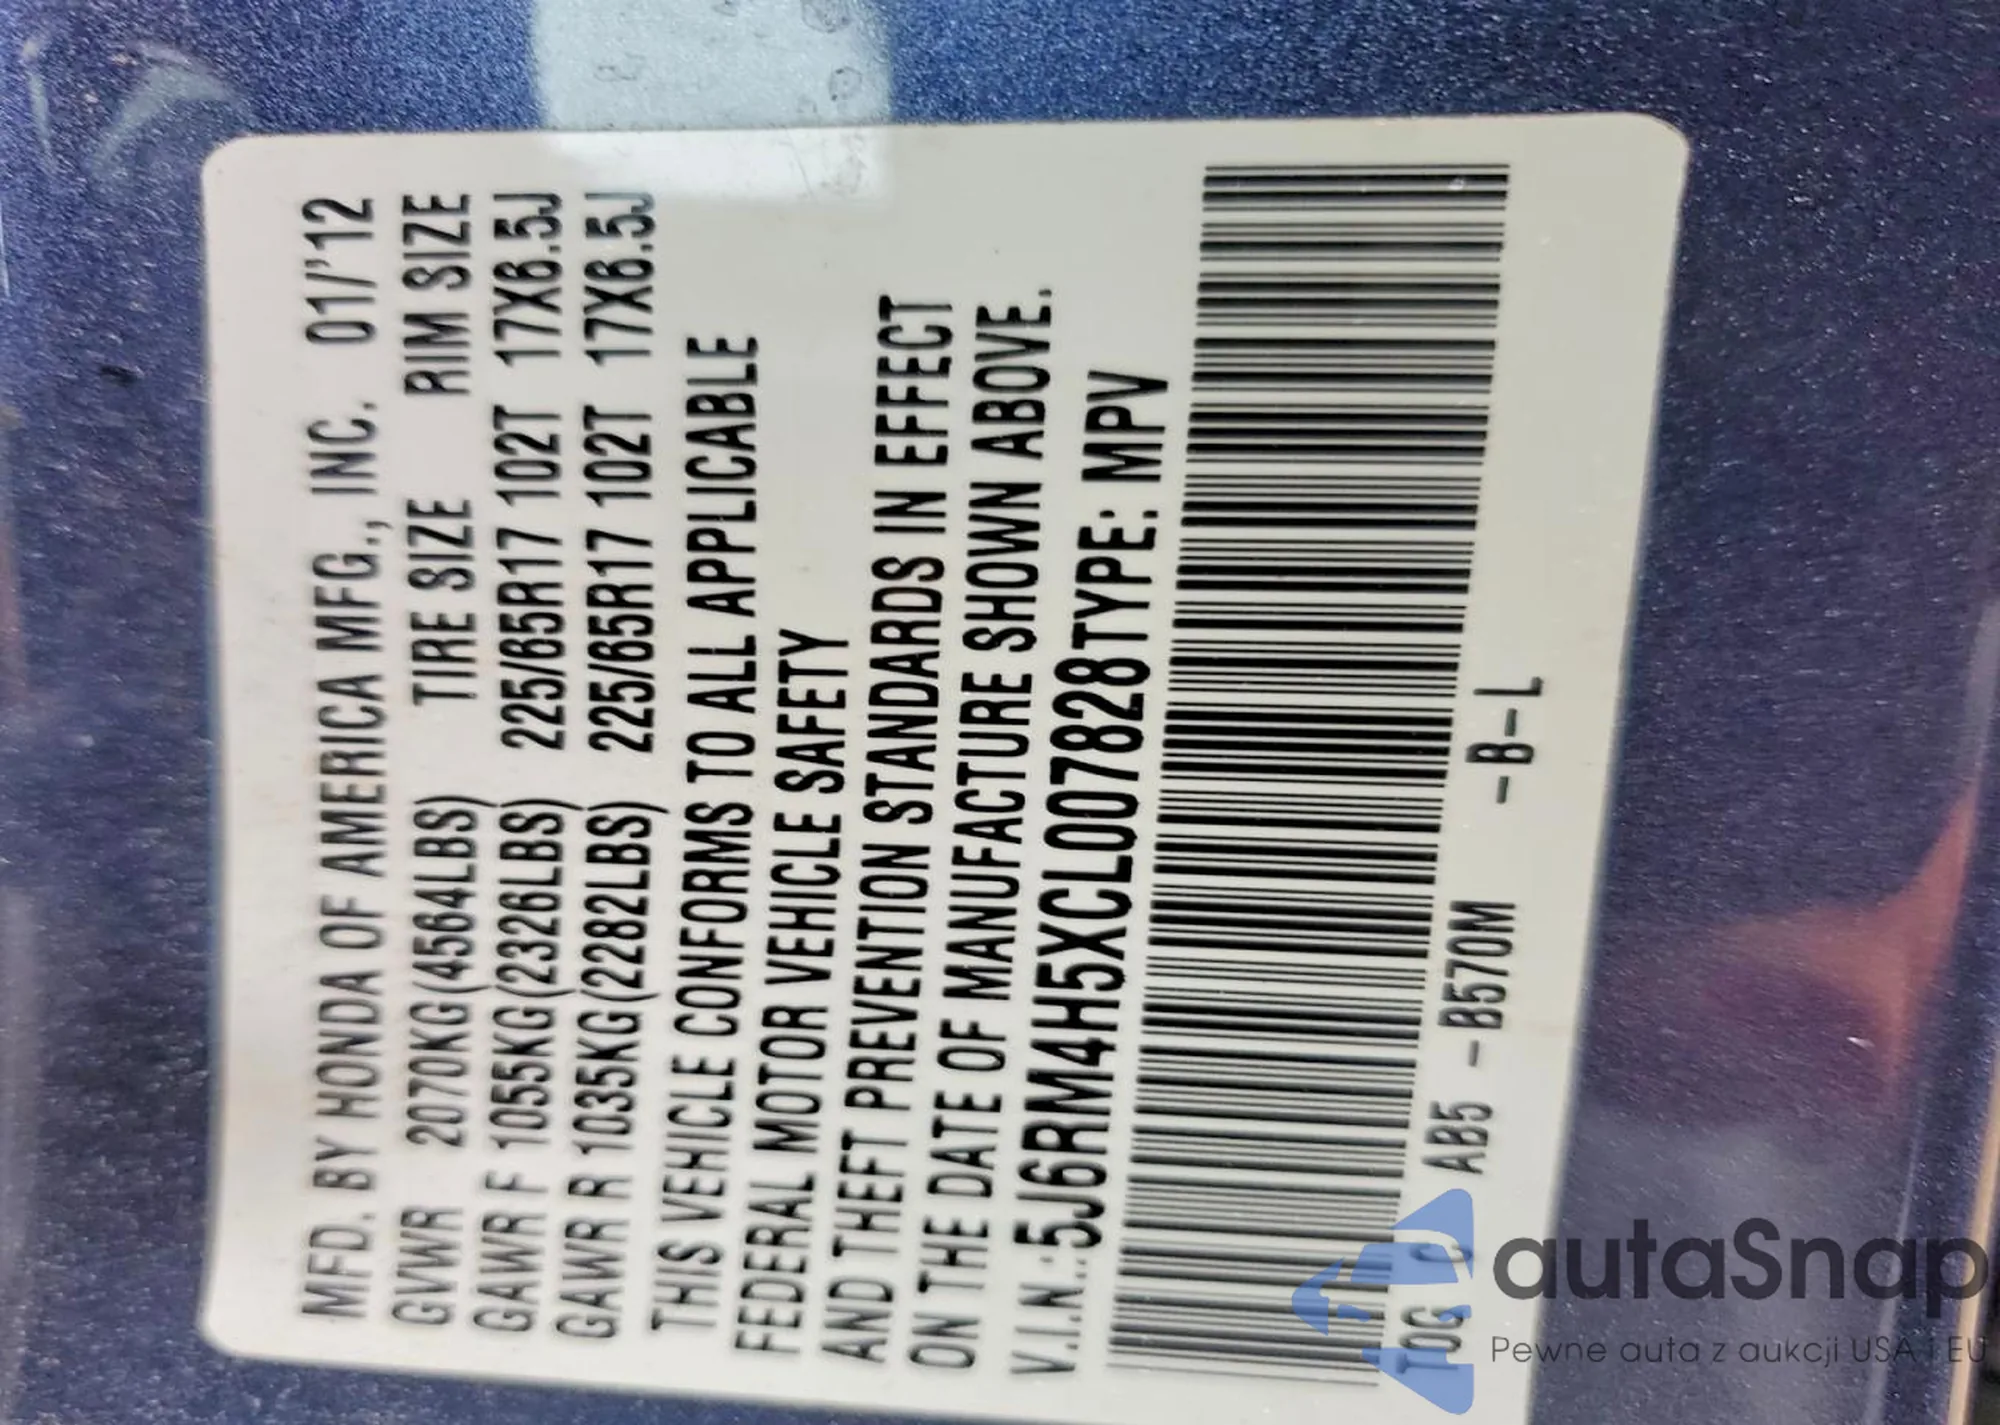 MFD. BY HONDA OF AMERICA MFG., INC. 01/'12
GVWR 2070KG(4564LBS) TIRE SIZE RIM SIZE
GAWR F 1055KG(2326LBS) 225/65R17 102T 17X6.5J
GAWR R 1035KG(2282LBS) 225/65R17 102T 17X6.5J
THIS VEHICLE CONFORMS TO ALL APPLICABLE
FEDERAL MOTOR VEHICLE SAFETY
AND THEFT PREVENTION STANDARDS IN EFFECT
ON THE DATE OF MANUFACTURE SHOWN ABOVE.
V.I.N.:5J6RM4H5XCL007828TYPE: MPV
AB5 -B570M -B-L
autaSnap
Pewne auta z aukcji USA i EU